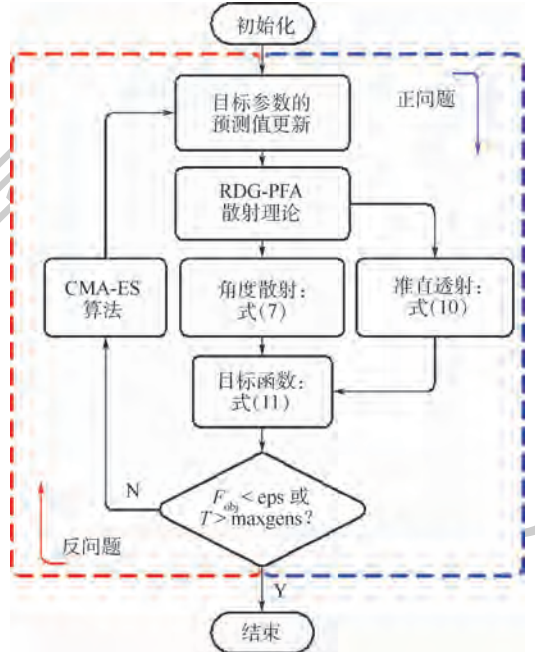 初始化
目标参数的
预测值更新
正问题
RDG-PFA
散射理论
CMA-ES
算法
角度散射:
式(7)
准直透射:
式(10)
目标函数:
式(11)
N
F_obj < eps 或
T > maxgens?
反问题
Y
结束